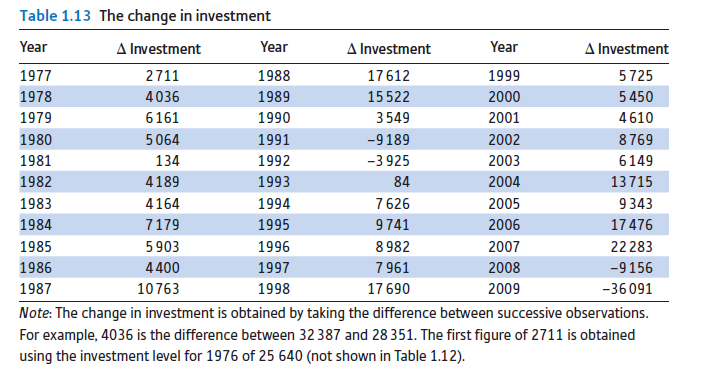 Table 1.13 The change in investment
Year Δ Investment Year Δ Investment Year Δ Investment
1977 2711 1988 17612 1999 5725
1978 4036 1989 15522 2000 5450
1979 6161 1990 3549 2001 4610
1980 5064 1991 −9189 2002 8769
1981 134 1992 −3925 2003 6149
1982 4189 1993 84 2004 13715
1983 4164 1994 7626 2005 9343
1984 7179 1995 9741 2006 17476
1985 5903 1996 8982 2007 22283
1986 4400 1997 7961 2008 −9156
1987 10763 1998 17690 2009 −36091
Note: The change in investment is obtained by taking the difference between successive observations.
For example, 4036 is the difference between 32387 and 28351. The first figure of 2711 is obtained
using the investment level for 1976 of 25640 (not shown in Table 1.12).